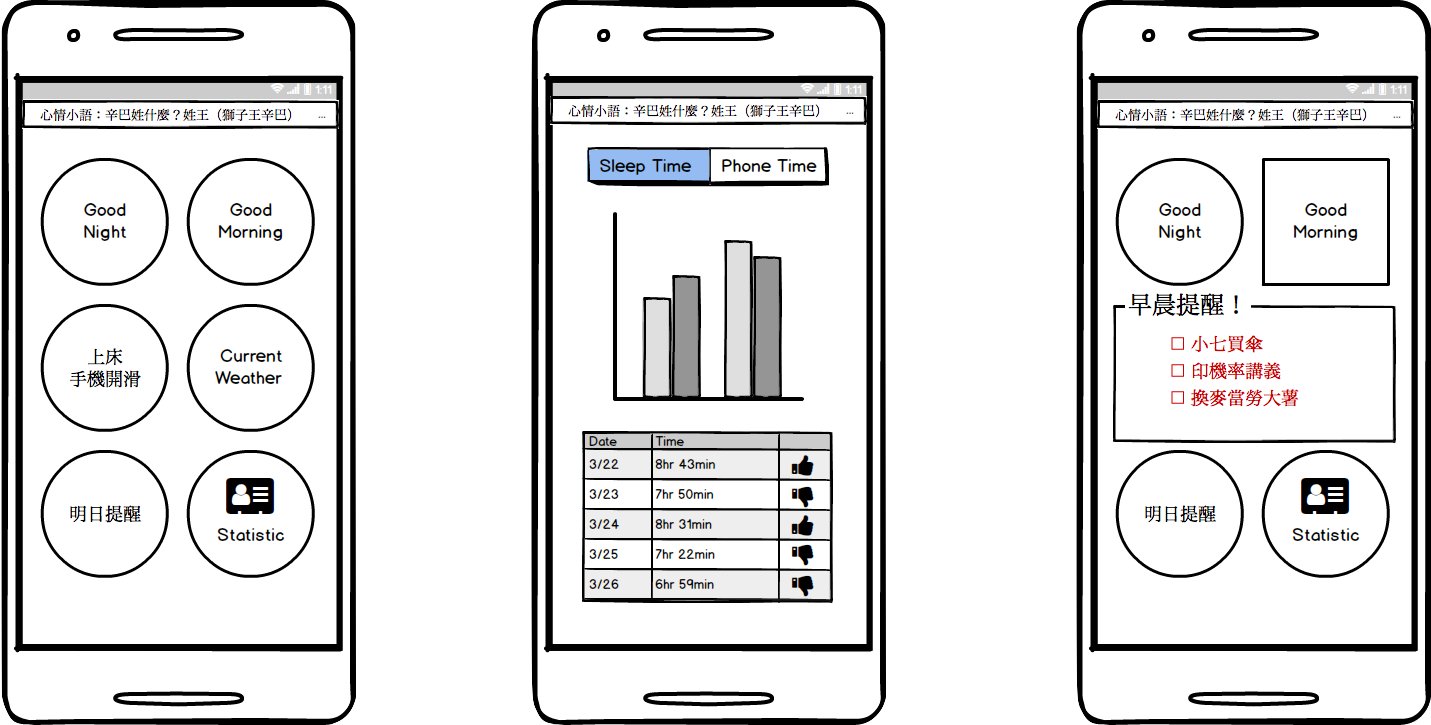 1:11
心情小語：辛巴姓什麼？姓王（獅子王辛巴） ...
Good
Night
Good
Morning
上床
手機開滑
Current
Weather
明日提醒
Statistic
1:11
心情小語：辛巴姓什麼？姓王（獅子王辛巴） ...
Sleep Time
Phone Time
Date Time
3/22 8hr 43min
3/23 7hr 50min
3/24 8hr 31min
3/25 7hr 22min
3/26 6hr 59min
1:11
心情小語：辛巴姓什麼？姓王（獅子王辛巴） ...
Good
Night
Good
Morning
早晨提醒！
□ 小七買傘
□ 印機率講義
□ 換麥當勞大薯
明日提醒
Statistic